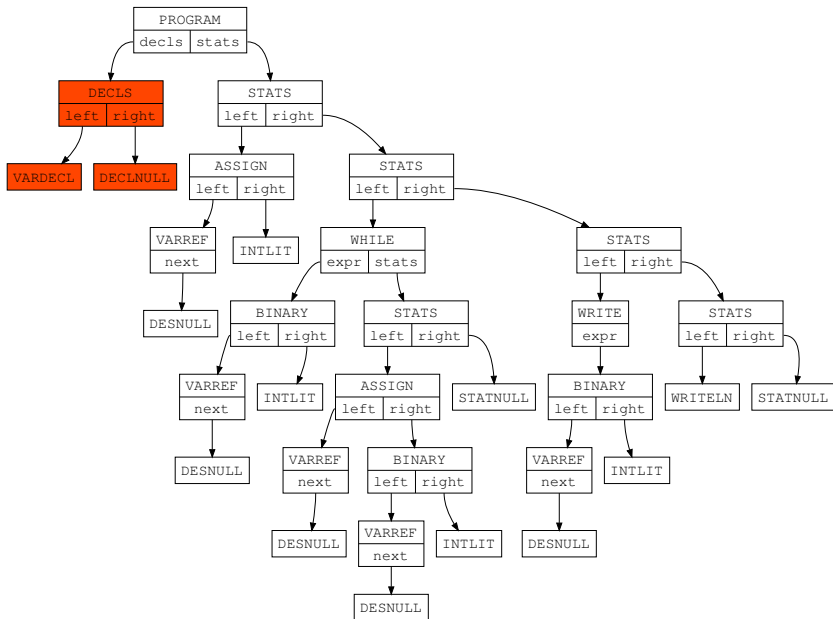 PROGRAM
decls stats
DECLS STATS
left right left right
VARDECL DECLNULL ASSIGN STATS
left right left right
VARREF INTLIT WHILE STATS
next expr stats left right
DESNULL BINARY STATS WRITE STATS
left right left right expr left right
VARREF INTLIT ASSIGN STATNULL BINARY WRITELN STATNULL
next left right left right
DESNULL VARREF BINARY VARREF INTLIT
next left right next
DESNULL VARREF INTLIT DESNULL
next
DESNULL